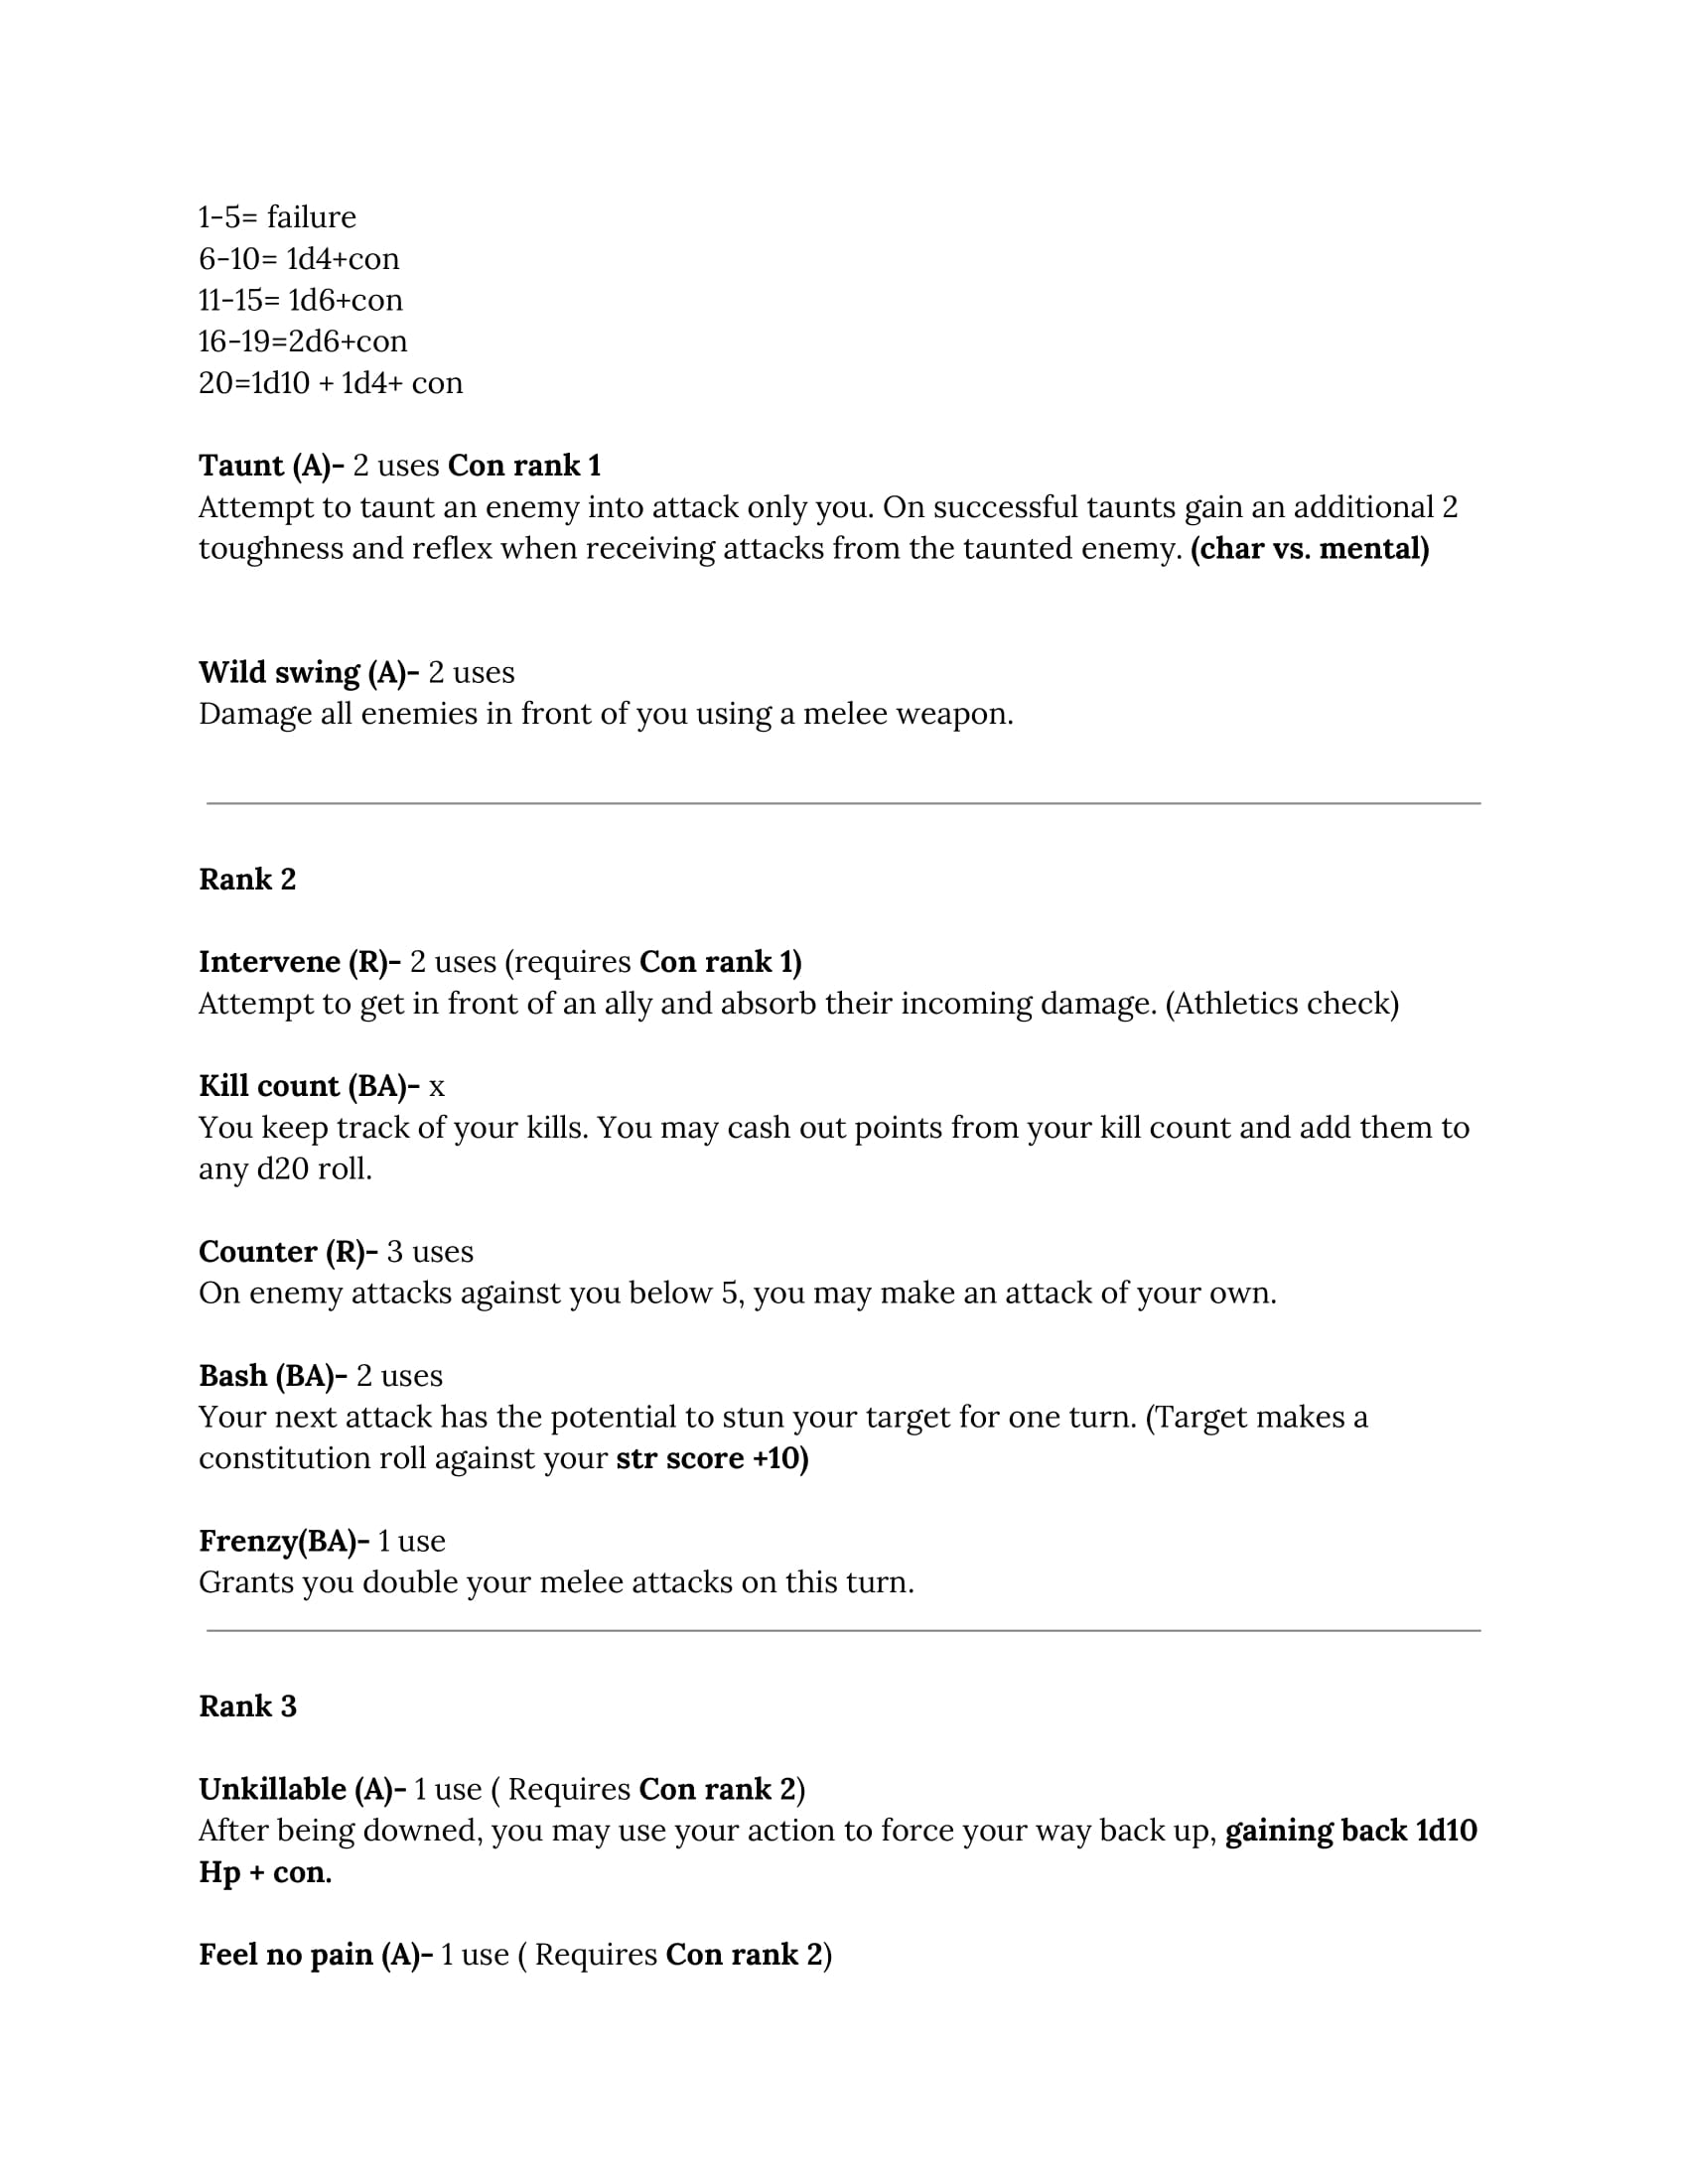 1-5= failure
6-10= 1d4+con
11-15= 1d6+con
16-19=2d6+con
20=1d10 + 1d4+ con
Taunt (A)- 2 uses Con rank 1
Attempt to taunt an enemy into attack only you. On successful taunts gain an additional 2
toughness and reflex when receiving attacks from the taunted enemy. (char vs. mental)
Wild swing (A)- 2 uses
Damage all enemies in front of you using a melee weapon.
Rank 2
Intervene (R)- 2 uses (requires Con rank 1)
Attempt to get in front of an ally and absorb their incoming damage. (Athletics check)
Kill count (BA)- x
You keep track of your kills. You may cash out points from your kill count and add them to
any d20 roll.
Counter (R)- 3 uses
On enemy attacks against you below 5, you may make an attack of your own.
Bash (BA)- 2 uses
Your next attack has the potential to stun your target for one turn. (Target makes a
constitution roll against your str score +10)
Frenzy(BA)- 1 use
Grants you double your melee attacks on this turn.
Rank 3
Unkillable (A)- 1 use ( Requires Con rank 2)
After being downed, you may use your action to force your way back up, gaining back 1d10
Hp + con.
Feel no pain (A)- 1 use ( Requires Con rank 2)